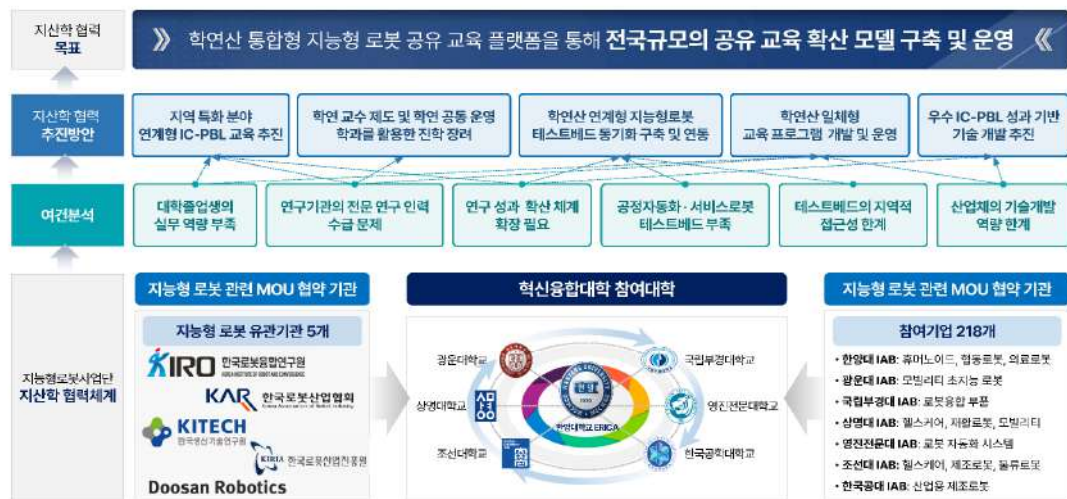 지산학 협력
목표
학연산 통합형 지능형 로봇 공유 교육 플랫폼을 통해 전국규모의 공유 교육 확산 모델 구축 및 운영
지산학 협력
추진방안
지역 특화 분야
연계형 IC-PBL 교육 추진
학연 교수 제도 및 학연 공동 운영
학과를 활용한 진학 장려
학연산 연계형 지능형로봇
테스트베드 동기화 구축 및 연동
학연산 일체형
교육 프로그램 개발 및 운영
우수 IC-PBL 성과 기반
기술 개발 추진
여건분석
대학졸업생의
실무 역량 부족
연구기관의 전문 연구 인력
수급 문제
연구 성과 확산 체계
확장 필요
공정자동화·서비스로봇
테스트베드 부족
테스트베드의 지역적
접근성 한계
산업체의 기술개발
역량 한계
지능형로봇사업단
지산학 협력체계
지능형 로봇 관련 MOU 협약 기관
지능형 로봇 유관기관 5개
KIRO 한국로봇융합연구원
KAR 한국로봇산업협회
KITECH
한국생산기술연구원
KIRIA 한국로봇산업진흥원
Doosan Robotics
혁신융합대학 참여대학
광운대학교
국립부경대학교
상명대학교
상명
영진전문대학교
한양대학교 ERICA
조선대학교
한국공학대학교
지능형 로봇 관련 MOU 협약 기관
참여기업 218개
• 한양대 IAB: 휴머노이드, 협동로봇, 의료로봇
• 광운대 IAB: 모빌리티 초지능 로봇
• 국립부경대 IAB: 로봇융합 부품
• 상명대 IAB: 헬스케어, 재활로봇, 모빌리티
• 영진전문대 IAB: 로봇 자동화 시스템
• 조선대 IAB: 헬스케어, 제조로봇, 물류로봇
• 한국공대 IAB: 산업용 제조로봇